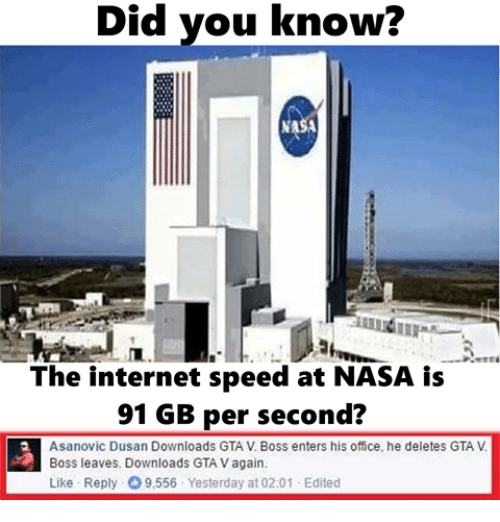 Did you know?
NASA
The internet speed at NASA is
91 GB per second?
Asanovic Dusan Downloads GTA V. Boss enters his office, he deletes GTA V.
Boss leaves. Downloads GTA V again.
Like · Reply · 9,556 · Yesterday at 02:01 · Edited